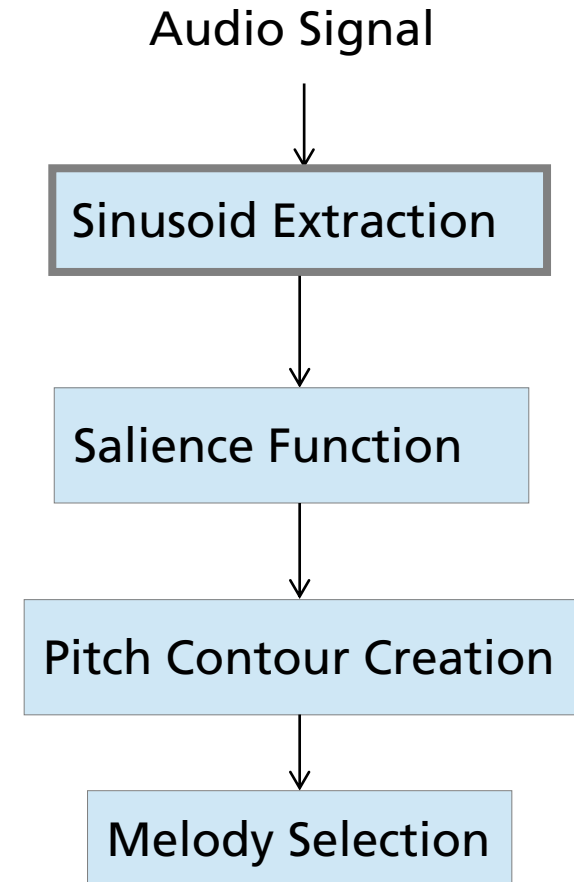 Audio Signal
Sinusoid Extraction
Salience Function
Pitch Contour Creation
Melody Selection